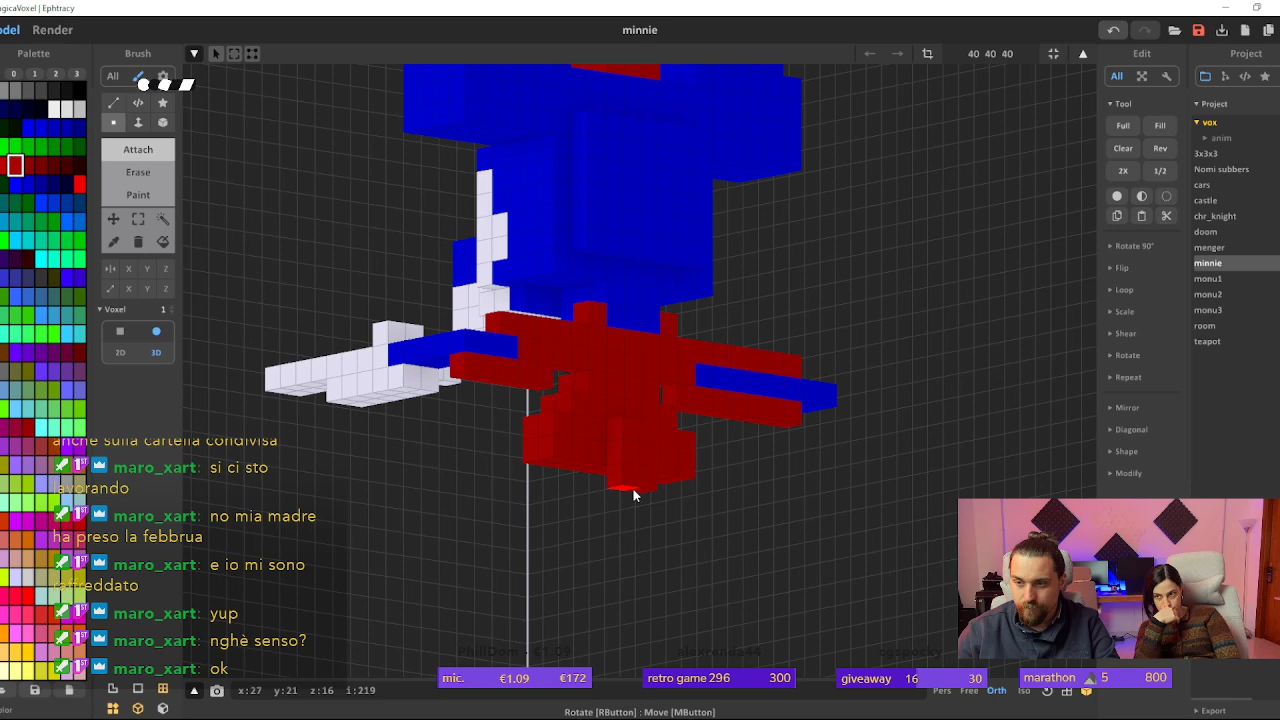 gicaVoxel | Ephtracy
odel Render
minnie
Palette
Brush
40 40 40
Edit
Project
0 1 2 3
All
All
Attach
Erase
Paint
X Y Z
X Y Z
Voxel 1
2D 3D
Tool
Full Fill
Clear Rev
2X 1/2
Rotate 90°
Flip
Loop
Scale
Shear
Rotate
Repeat
Mirror
Diagonal
Shape
Modify
Project
vox
anim
3x3x3
Nomi subbers
cars
castle
chr_knight
doom
menger
minnie
monu1
monu2
monu3
room
teapot
anche sulla cartella condivisa
maro_xart: si ci sto
lavorando
maro_xart: no mia madre
ha preso la febbrua
maro_xart: e io mi sono
raffreddato
maro_xart: yup
maro_xart: nghè senso?
maro_xart: ok
mic. €1.09 €172
retro game 296 300
giveaway 16 30
marathon 5 800
olor
x:27 y:21 z:16 i:219
Pers Free Orth Iso
Rotate [RButton] : Move [MButton]
Export